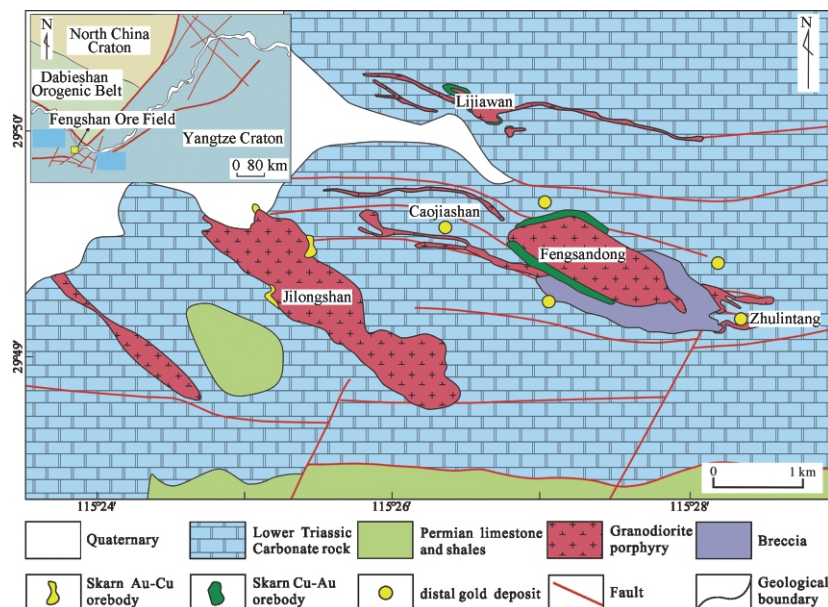 N
North China
Craton
Dabieshan
Orogenic Belt
Fengshan Ore Field
Yangtze Craton
0 80 km
N
29°50′
29°49′
Lijiawan
Caojiashan
Fengsandong
Jilongshan
Zhulintang
0 1 km
115°24′
115°26′
115°28′
Quaternary
Lower Triassic
Carbonate rock
Permian limestone
and shales
Granodiorite
porphyry
Breccia
Skarn Au-Cu
orebody
Skarn Cu-Au
orebody
distal gold deposit
Fault
Geological
boundary